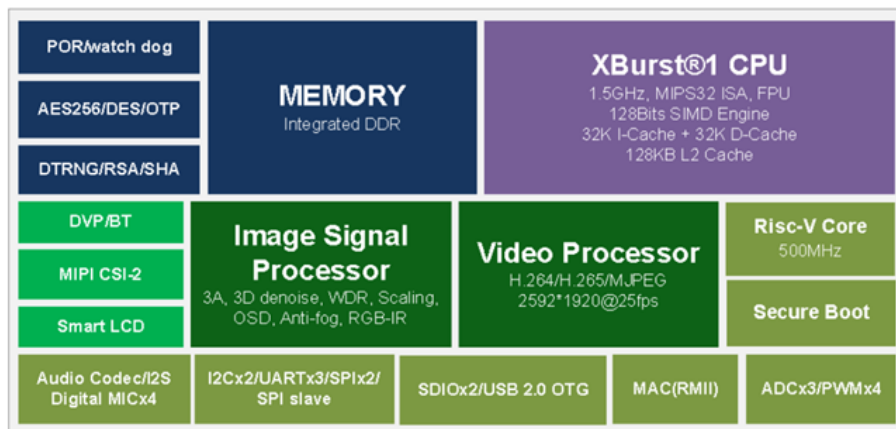 POR/watch dog
AES256/DES/OTP
DTRNG/RSA/SHA
MEMORY
Integrated DDR
XBurst®1 CPU
1.5GHz, MIPS32 ISA, FPU
128Bits SIMD Engine
32K I-Cache + 32K D-Cache
128KB L2 Cache
DVP/BT
MIPI CSI-2
Smart LCD
Image Signal
Processor
3A, 3D denoise, WDR, Scaling,
OSD, Anti-fog, RGB-IR
Video Processor
H.264/H.265/MJPEG
2592*1920@25fps
Risc-V Core
500MHz
Secure Boot
Audio Codec/I2S
Digital MICx4
I2Cx2/UARTx3/SPIx2/
SPI slave
SDIOx2/USB 2.0 OTG
MAC(RMII)
ADCx3/PWMx4